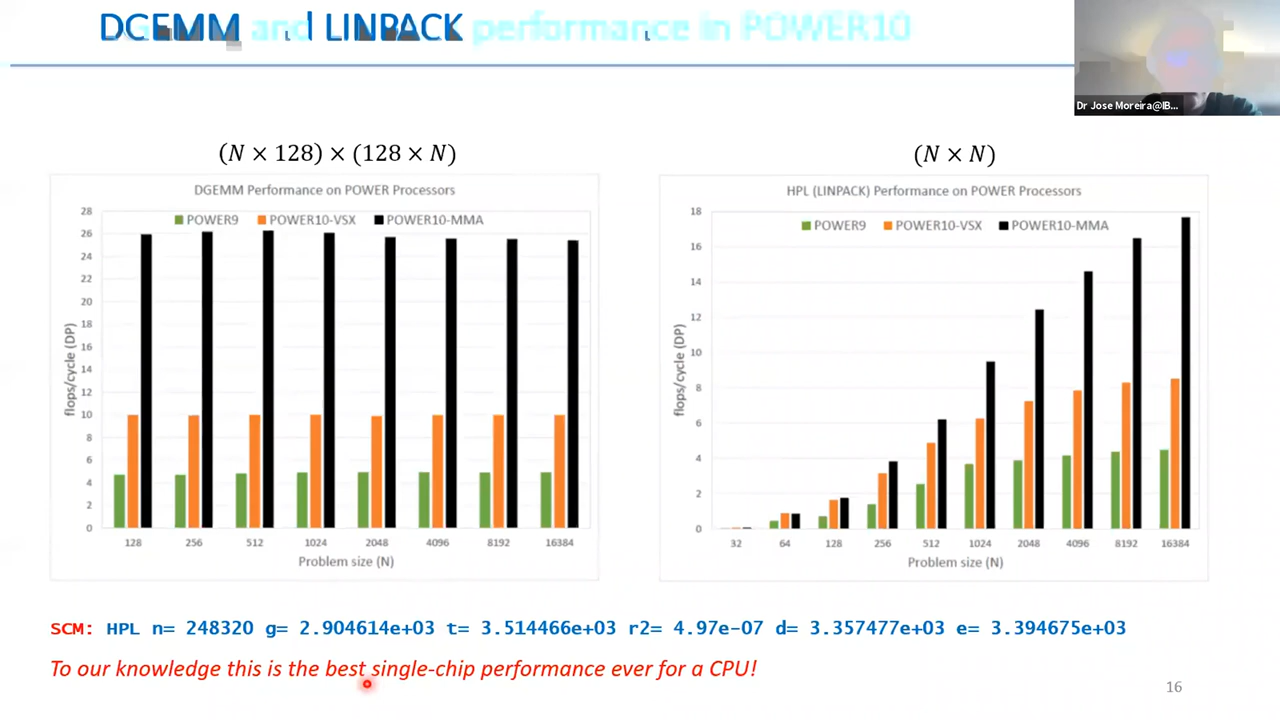 DGEMM and LINPACK performance in POWER10
Dr Jose Moreira@IB...
(N × 128) × (128 × N)
DGEMM Performance on POWER Processors
POWER9 POWER10-VSX POWER10-MMA
flops/cycle (DP)
28
26
24
22
20
18
16
14
12
10
8
6
4
2
0
128 256 512 1024 2048 4096 8192 16384
Problem size (N)
(N × N)
HPL (LINPACK) Performance on POWER Processors
POWER9 POWER10-VSX POWER10-MMA
flops/cycle (DP)
18
16
14
12
10
8
6
4
2
0
32 64 128 256 512 1024 2048 4096 8192 16384
Problem size (N)
SCM: HPL n= 248320 g= 2.904614e+03 t= 3.514466e+03 r2= 4.97e-07 d= 3.357477e+03 e= 3.394675e+03
To our knowledge this is the best single-chip performance ever for a CPU!
16